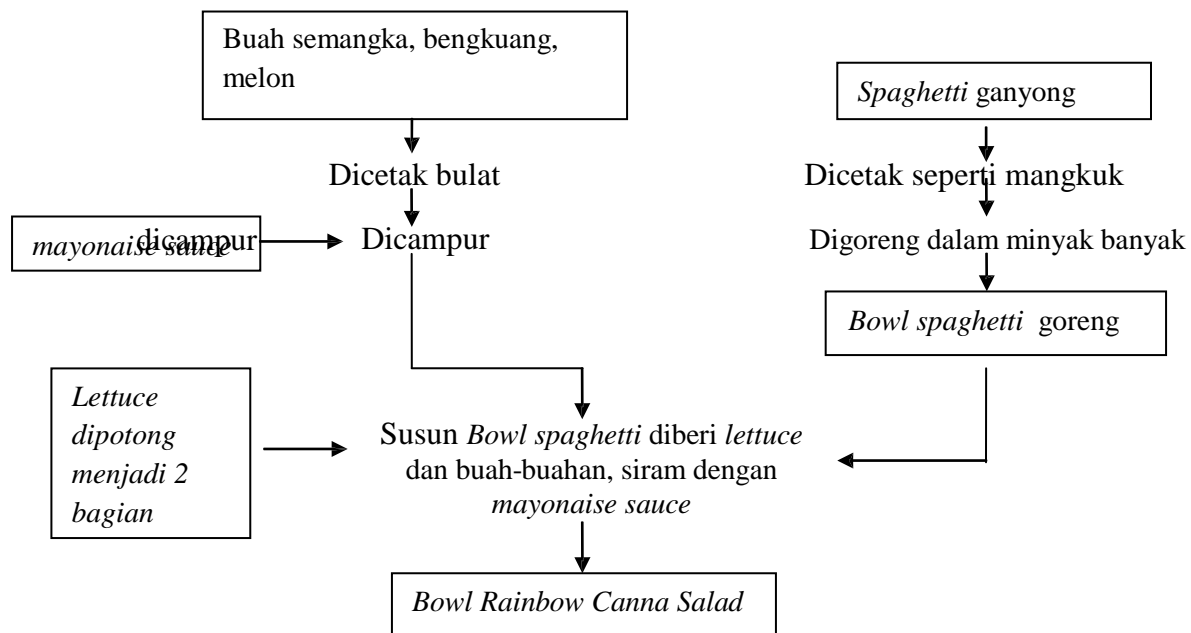 Buah semangka, bengkuang,
melon
Spaghetti ganyong
Dicetak bulat
Dicetak seperti mangkuk
mayonaise sauce
dicampur
Dicampur
Digoreng dalam minyak banyak
Bowl spaghetti goreng
Lettuce
dipotong
menjadi 2
bagian
Susun Bowl spaghetti diberi lettuce
dan buah-buahan, siram dengan
mayonaise sauce
Bowl Rainbow Canna Salad